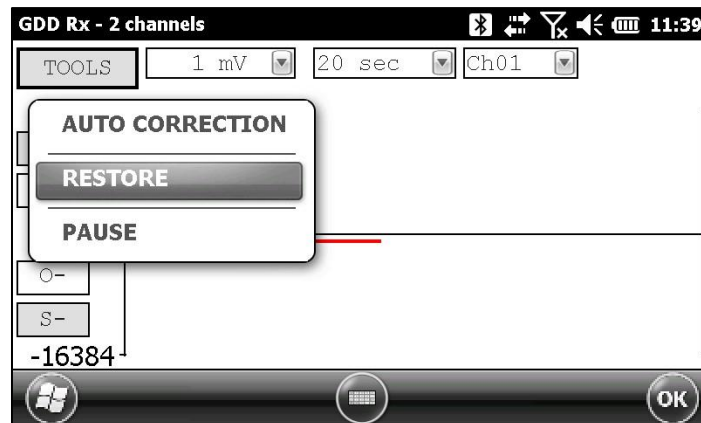 GDD Rx - 2 channels 11:39
TOOLS 1 mV 20 sec Ch01
AUTO CORRECTION
RESTORE
PAUSE
O-
S-
-16384
OK